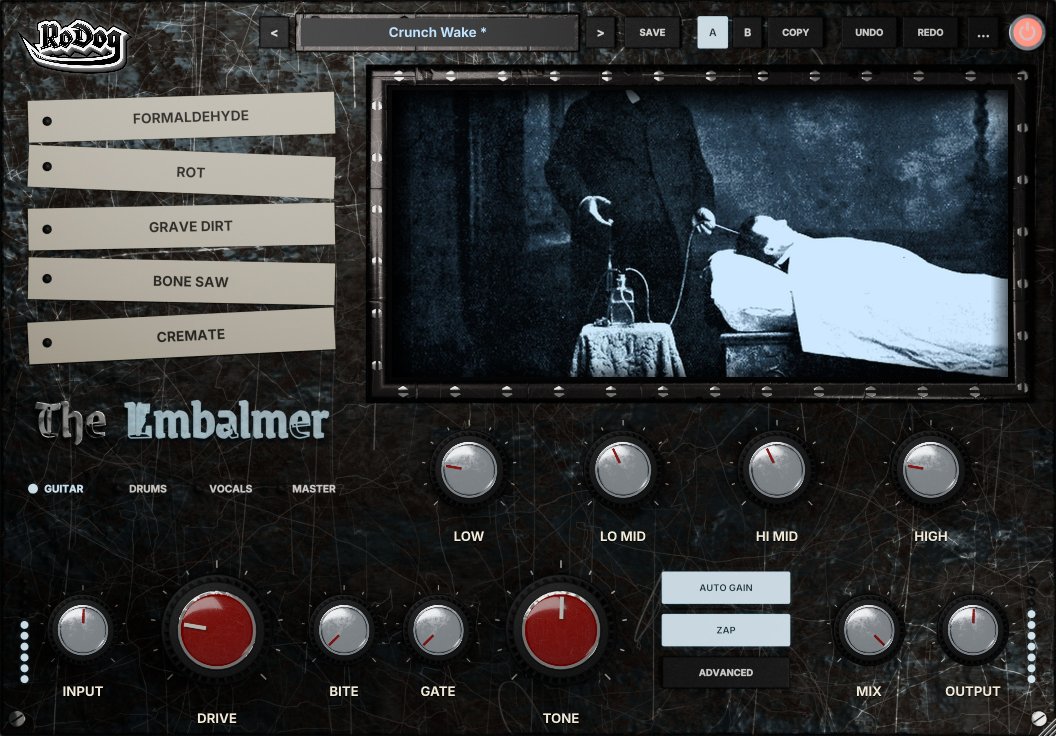 RoDog
<
Crunch Wake *
>
SAVE
A
B
COPY
UNDO
REDO
...
FORMALDEHYDE
ROT
GRAVE DIRT
BONE SAW
CREMATE
The Embalmer
GUITAR
DRUMS
VOCALS
MASTER
LOW
LO MID
HI MID
HIGH
AUTO GAIN
ZAP
ADVANCED
INPUT
DRIVE
BITE
GATE
TONE
MIX
OUTPUT